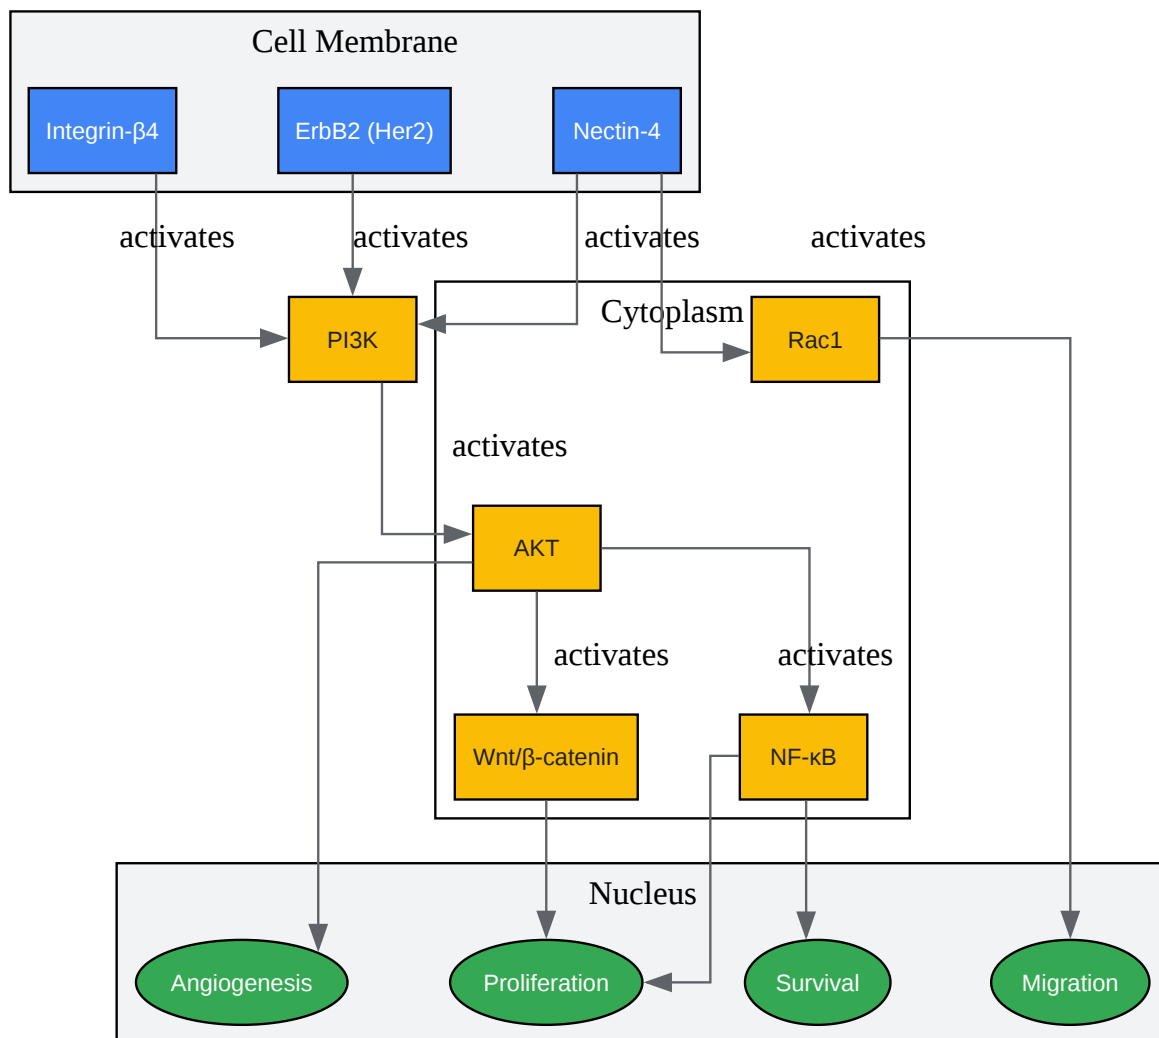 Cell Membrane
Integrin-β4
ErbB2 (Her2)
Nectin-4
activates
activates
activates
activates
Cytoplasm
PI3K
Rac1
activates
AKT
activates
activates
Wnt/β-catenin
NF-κB
Nucleus
Angiogenesis
Proliferation
Survival
Migration